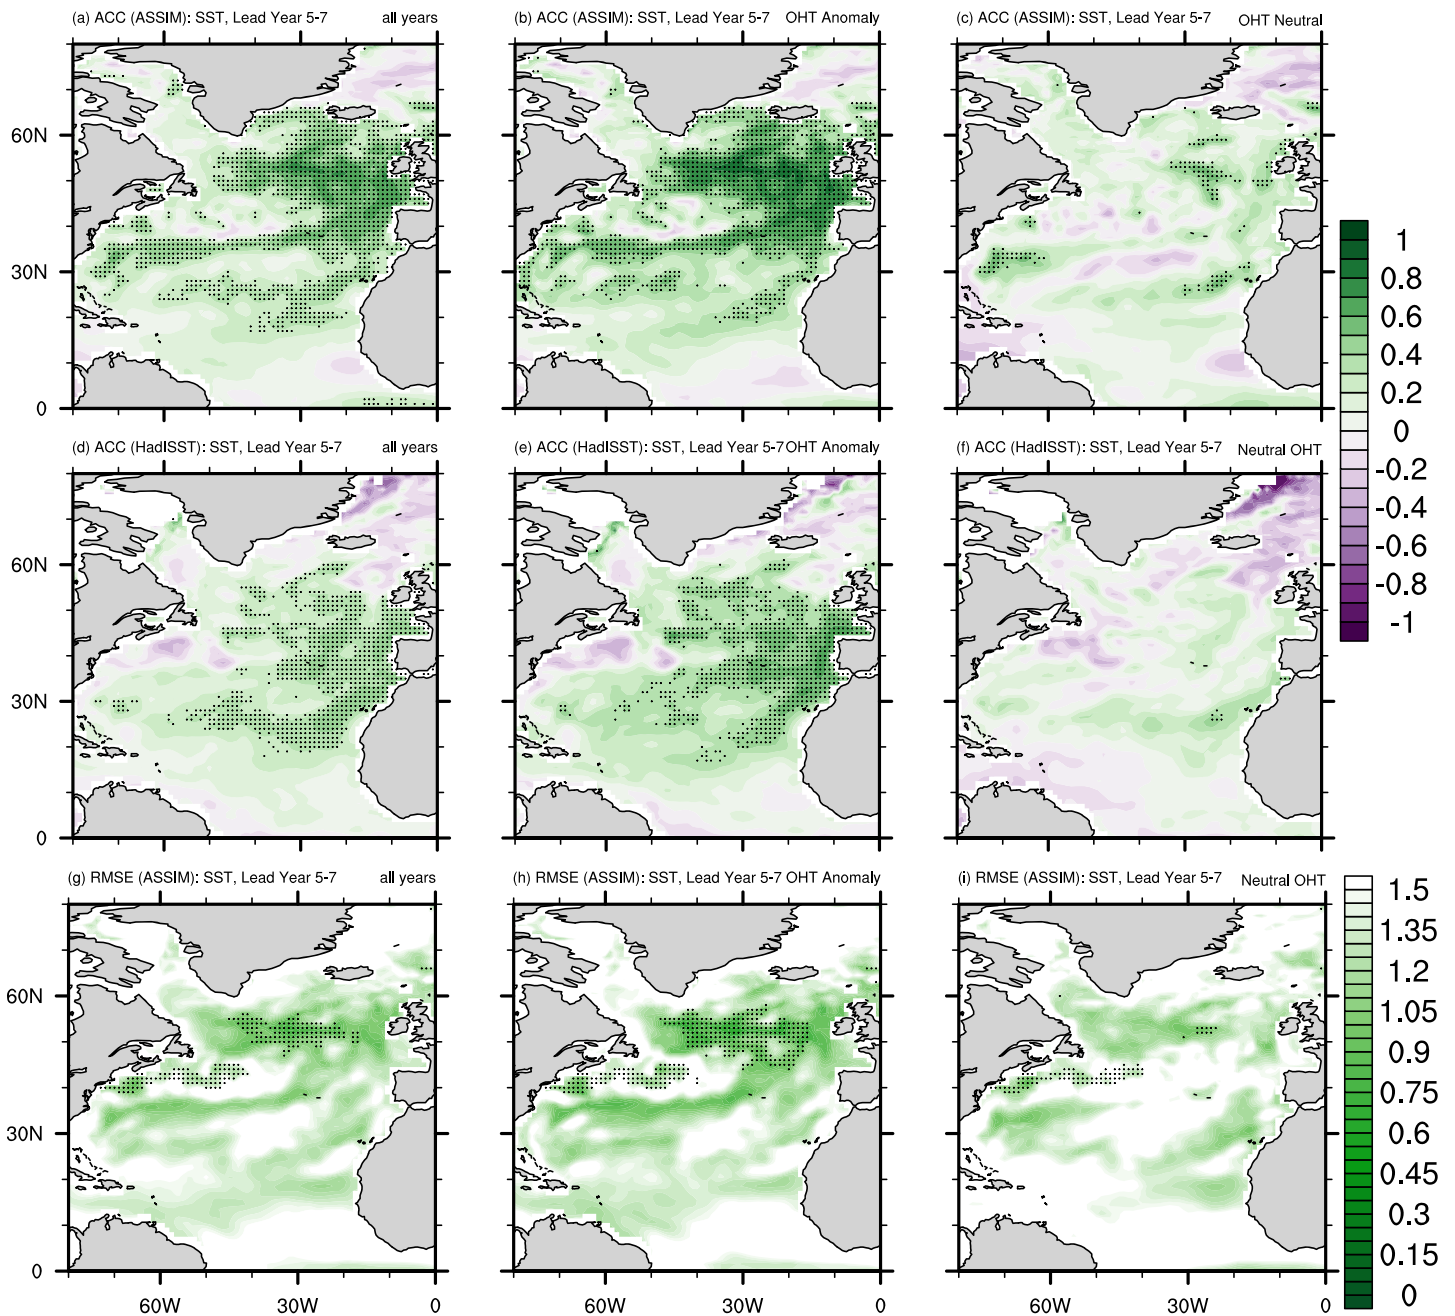 (a) ACC (ASSIM): SST, Lead Year 5-7 all years
(b) ACC (ASSIM): SST, Lead Year 5-7 OHT Anomaly
(c) ACC (ASSIM): SST, Lead Year 5-7 OHT Neutral
60N
30N
0
1
0.8
0.6
0.4
0.2
0
-0.2
-0.4
-0.6
-0.8
-1
(d) ACC (HadISST): SST, Lead Year 5-7 all years
(e) ACC (HadISST): SST, Lead Year 5-7 OHT Anomaly
(f) ACC (HadISST): SST, Lead Year 5-7 Neutral OHT
60N
30N
0
(g) RMSE (ASSIM): SST, Lead Year 5-7 all years
(h) RMSE (ASSIM): SST, Lead Year 5-7 OHT Anomaly
(i) RMSE (ASSIM): SST, Lead Year 5-7 Neutral OHT
60N
30N
0
60W 30W 0
60W 30W 0
60W 30W 0
1.5
1.35
1.2
1.05
0.9
0.75
0.6
0.45
0.3
0.15
0